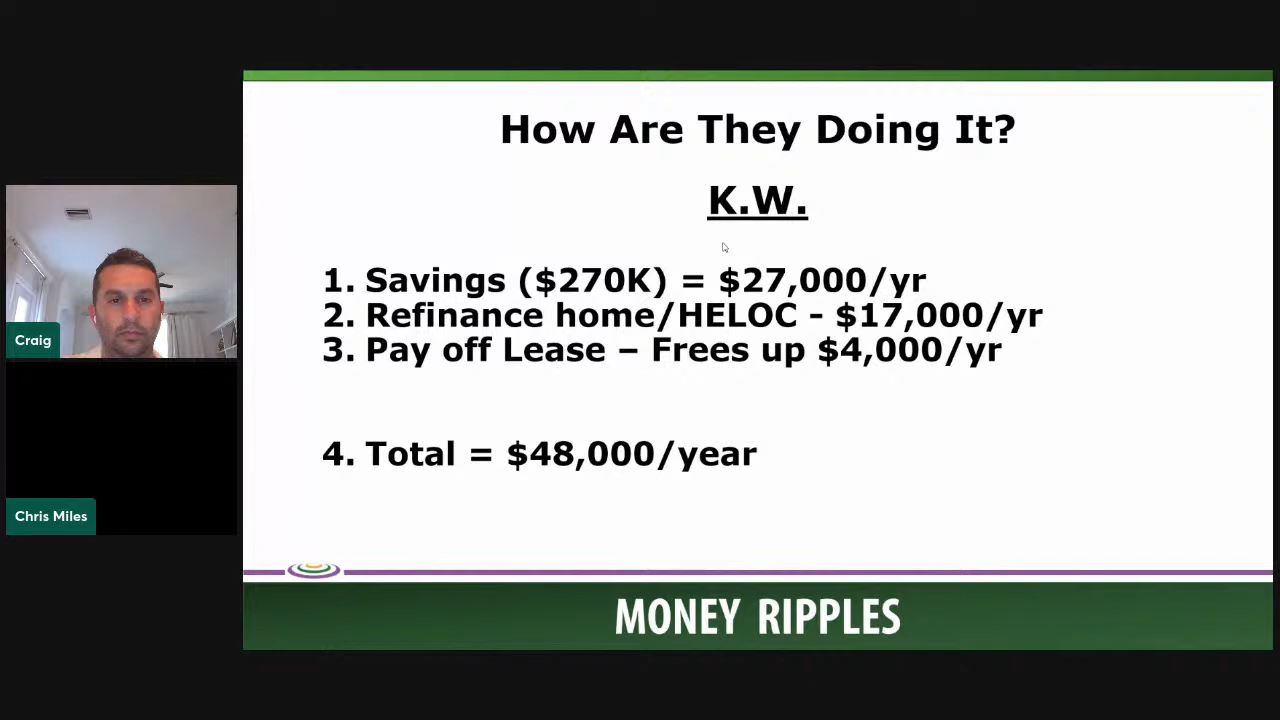 How Are They Doing It?
K.W.
1. Savings ($270K) = $27,000/yr
2. Refinance home/HELOC - $17,000/yr
3. Pay off Lease – Frees up $4,000/yr
4. Total = $48,000/year
Craig
Chris Miles
MONEY RIPPLES